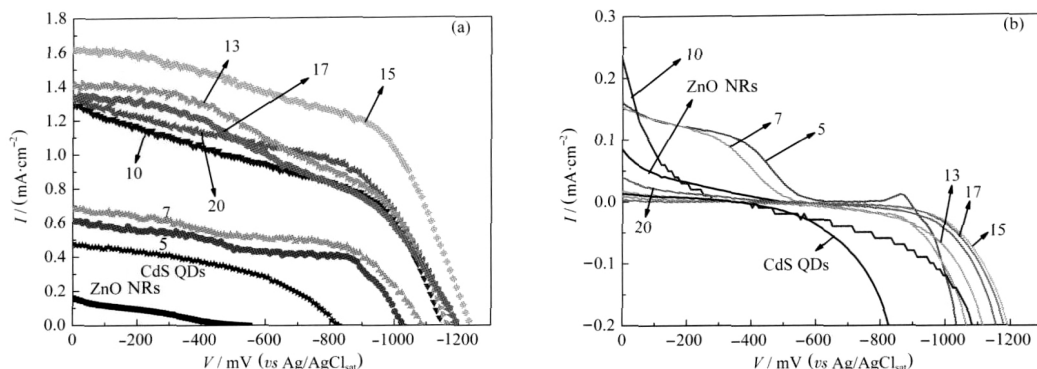 (a)
1.8
1.6
1.4
1.2
1.0
0.8
0.6
0.4
0.2
0.0
I / (mA·cm⁻²)
13
17
15
10
20
7
5
CdS QDs
ZnO NRs
0 -200 -400 -600 -800 -1000 -1200
V / mV (vs Ag/AgClsat)
(b)
0.3
0.2
0.1
0.0
-0.1
-0.2
I / (mA·cm⁻²)
10
ZnO NRs
7
5
13
17
15
20
CdS QDs
0 -200 -400 -600 -800 -1000 -1200
V / mV (vs Ag/AgClsat)